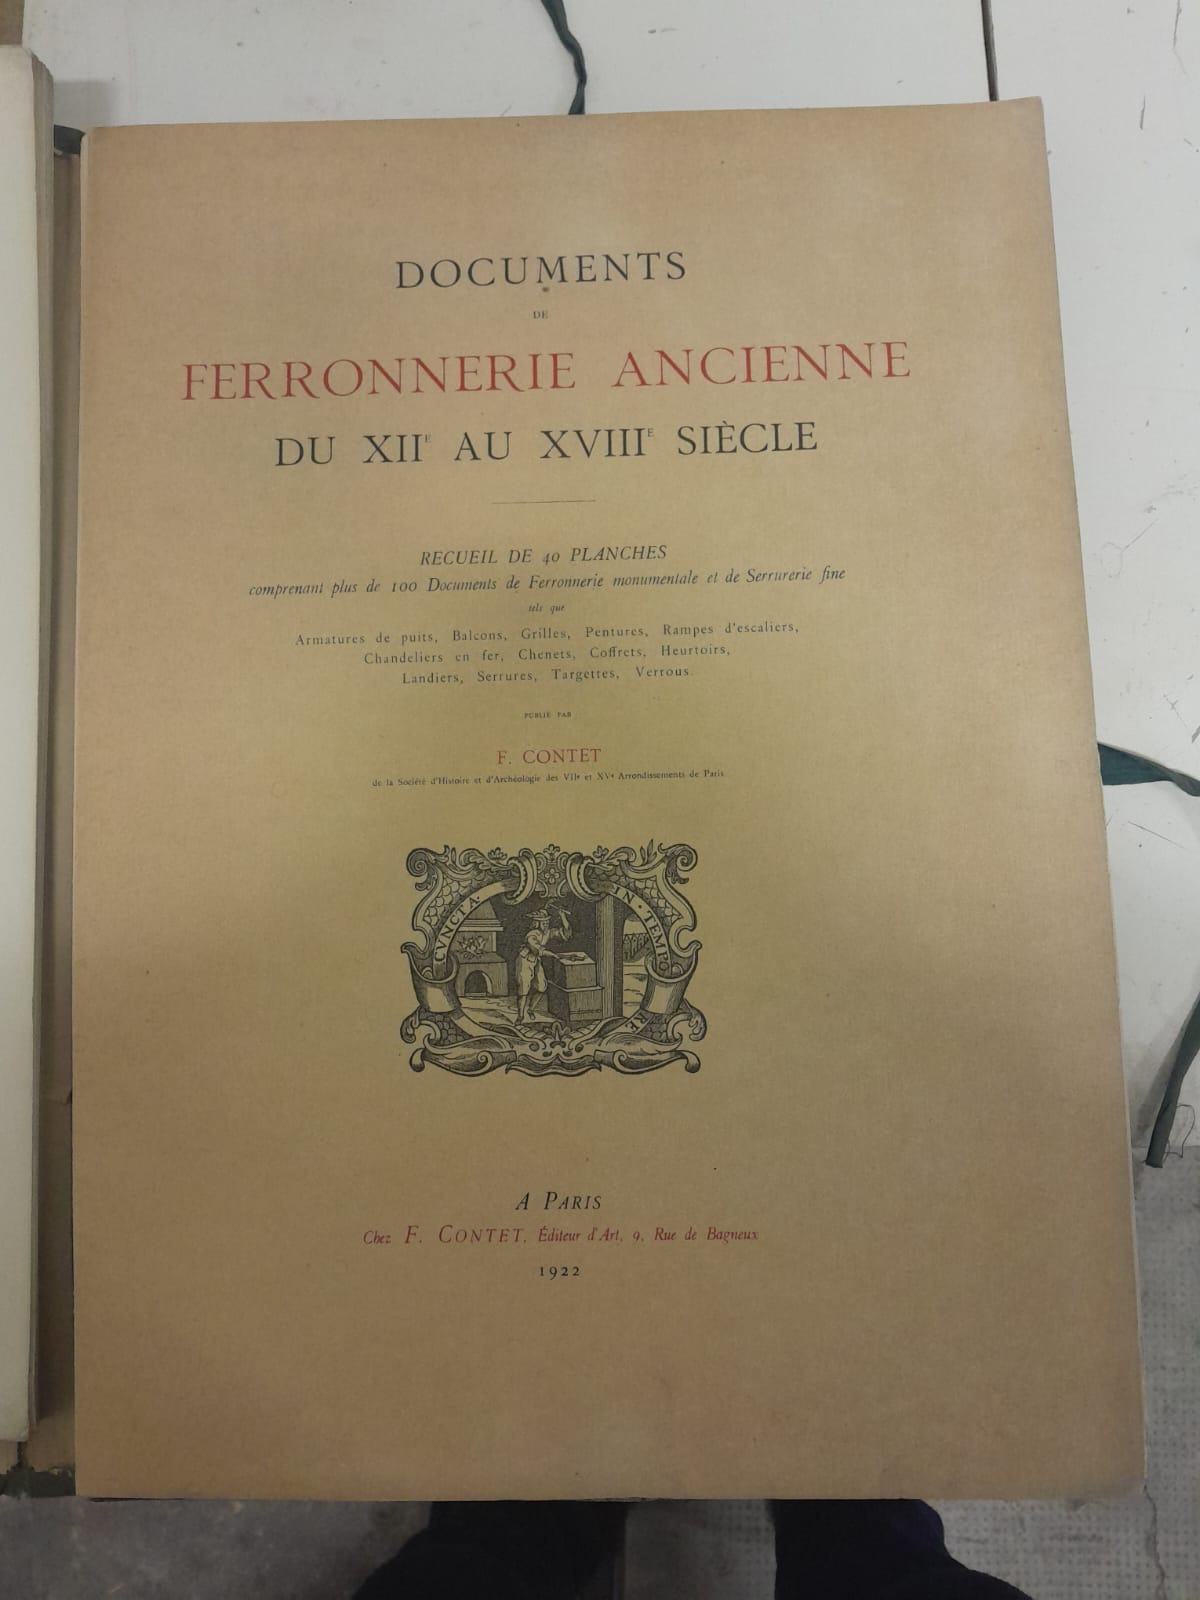 DOCUMENTS
DE
FERRONNERIE ANCIENNE
DU XIIE AU XVIIIE SIÈCLE
RECUEIL DE 40 PLANCHES
comprenant plus de 100 Documents de Ferronnerie monumentale et de Serrurerie fine
tels que
Armatures de puits, Balcons, Grilles, Pentures, Rampes d'escaliers,
Chandeliers en fer, Chenets, Coffrets, Heurtoirs,
Landiers, Serrures, Targettes, Verrous.
PUBLIÉ PAR
F. CONTET
de la Société d'Histoire et d'Archéologie des VIIe et XVe Arrondissements de Paris.
CVNCTA· IN·TEMPO RE
A PARIS
Chez F. CONTET, Éditeur d'Art, 9, Rue de Bagneux
1922